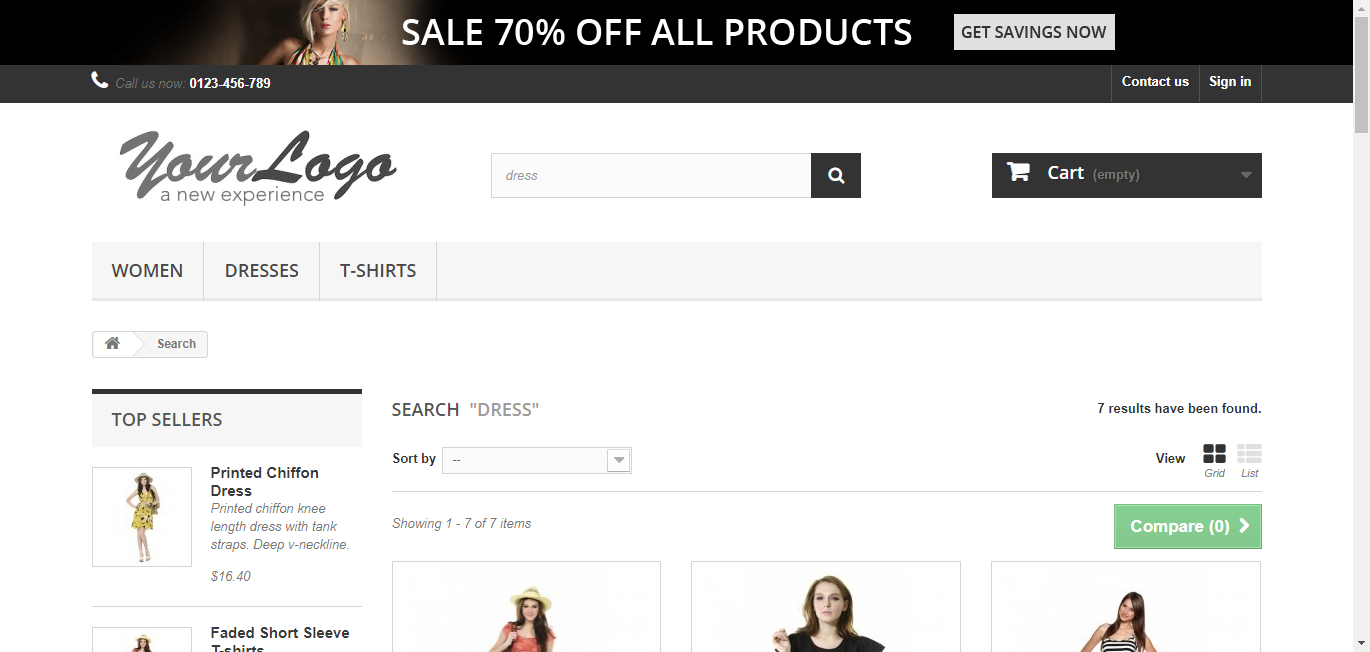 SALE 70% OFF ALL PRODUCTS
GET SAVINGS NOW
Call us now: 0123-456-789
Contact us
Sign in
YourLogo
a new experience
dress
Cart (empty)
WOMEN
DRESSES
T-SHIRTS
Search
TOP SELLERS
Printed Chiffon
Dress
Printed chiffon knee
length dress with tank
straps. Deep v-neckline.
$16.40
Faded Short Sleeve
T-shirts
SEARCH "DRESS"
7 results have been found.
Sort by
--
View
Grid
List
Showing 1 - 7 of 7 items
Compare (0)